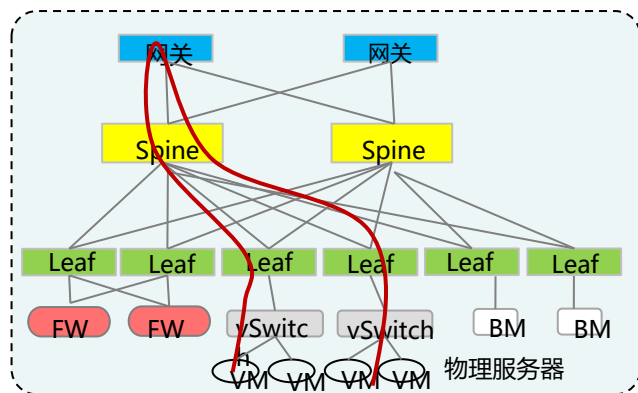 网关
网关
Spine
Spine
Leaf
Leaf
Leaf
Leaf
Leaf
Leaf
FW
FW
vSwitc
h
vSwitch
BM
BM
VM
VM
VM
VM
物理服务器